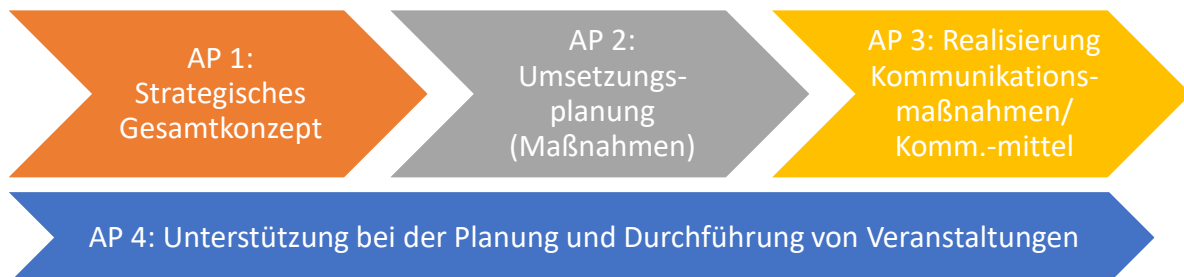 AP 1:
Strategisches
Gesamtkonzept
AP 2:
Umsetzungs-
planung
(Maßnahmen)
AP 3: Realisierung
Kommunikations-
maßnahmen/
Komm.-mittel
AP 4: Unterstützung bei der Planung und Durchführung von Veranstaltungen